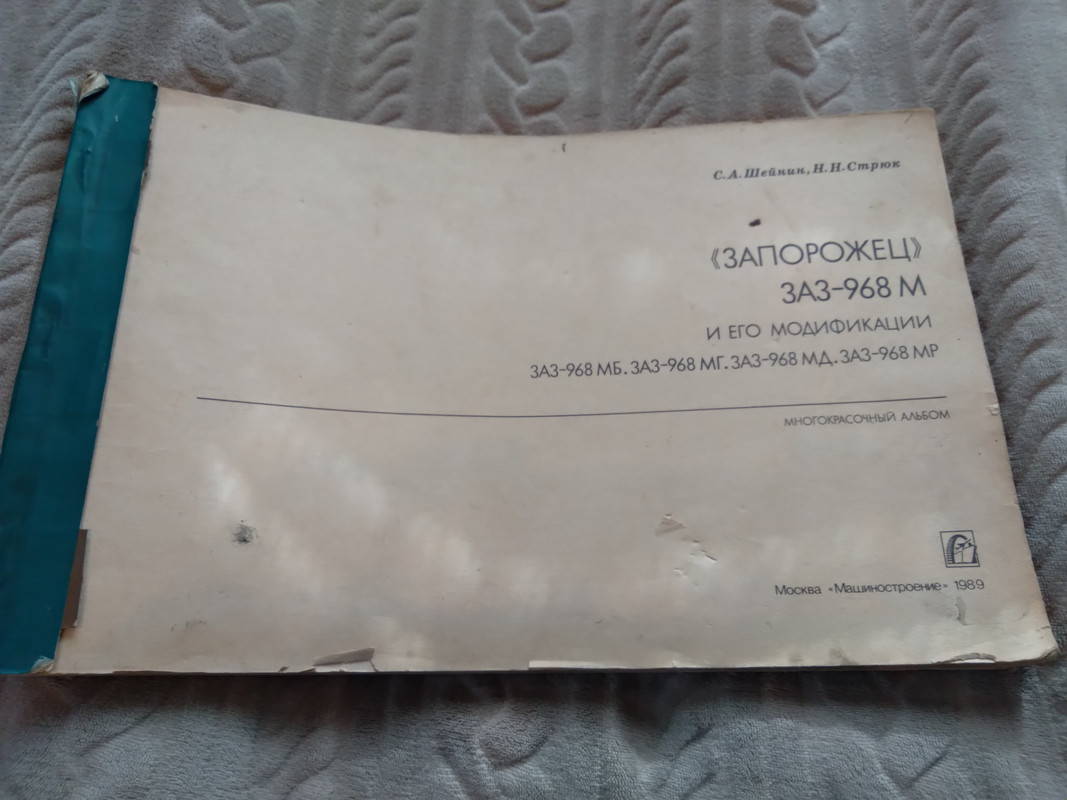 С. А. Шейнин, Н. Н. Стрюк
《ЗАПОРОЖЕЦ》
ЗАЗ-968 М
И ЕГО МОДИФИКАЦИИ
ЗАЗ-968 МБ. ЗАЗ-968 МГ. ЗАЗ-968 МД. ЗАЗ-968 МР
МНОГОКРАСОЧНЫЙ АЛЬБОМ
Москва «Машиностроение» 1989